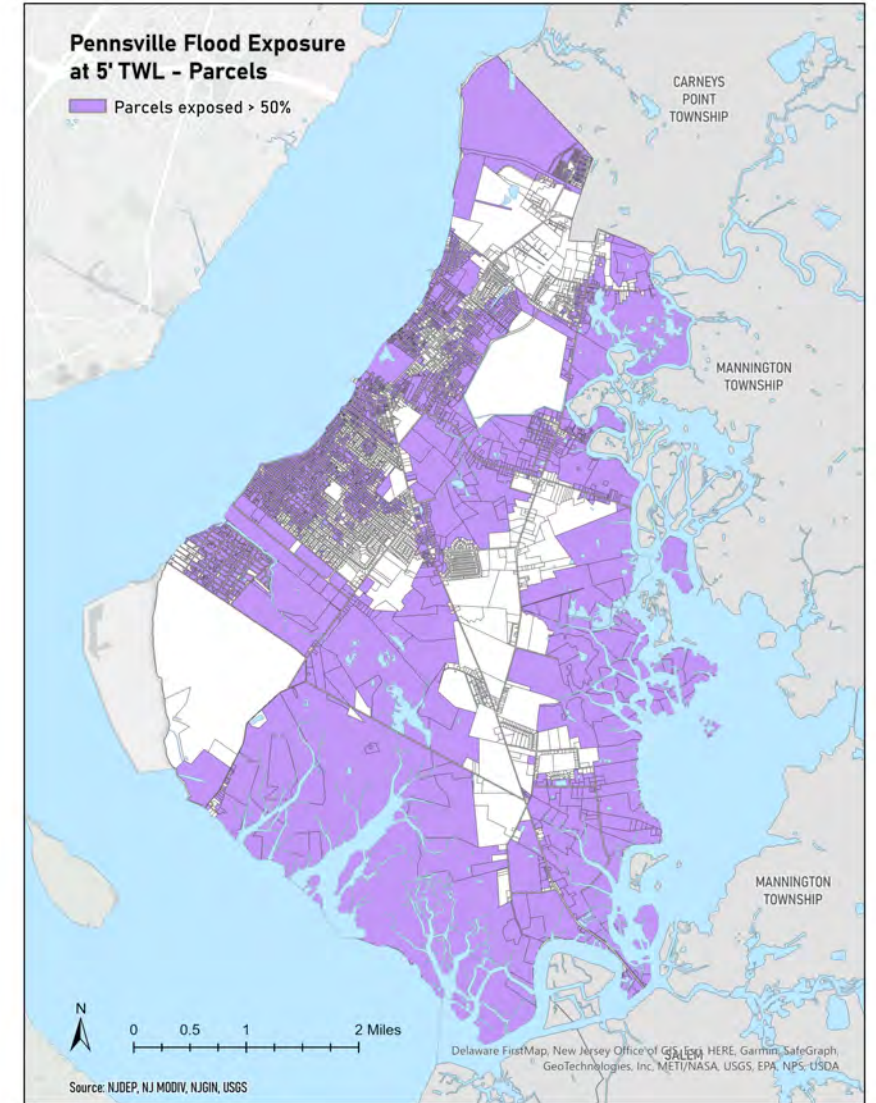 Pennsville Flood Exposure
at 5' TWL - Parcels
Parcels exposed > 50%
CARNEYS
POINT
TOWNSHIP
MANNINGTON
TOWNSHIP
MANNINGTON
TOWNSHIP
N
0 0.5 1 2 Miles
SALEM
Delaware FirstMap, New Jersey Office of GIS, Esri, HERE, Garmin, SafeGraph,
GeoTechnologies, Inc, METI/NASA, USGS, EPA, NPS, USDA
Source: NJDEP, NJ MODIV, NJGIN, USGS